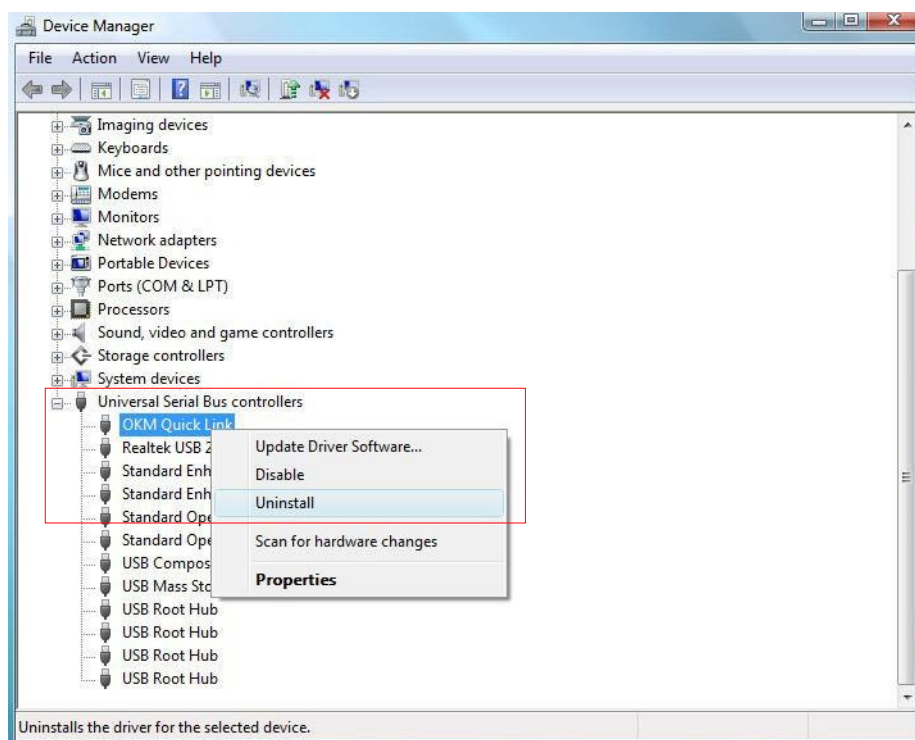 Device Manager
File Action View Help
Imaging devices
Keyboards
Mice and other pointing devices
Modems
Monitors
Network adapters
Portable Devices
Ports (COM & LPT)
Processors
Sound, video and game controllers
Storage controllers
System devices
Universal Serial Bus controllers
OKM Quick Link
Realtek USB 2
Standard Enh
Standard Enh
Standard Ope
Standard Ope
USB Compos
USB Mass Sto
USB Root Hub
USB Root Hub
USB Root Hub
USB Root Hub
Update Driver Software...
Disable
Uninstall
Scan for hardware changes
Properties
Uninstalls the driver for the selected device.